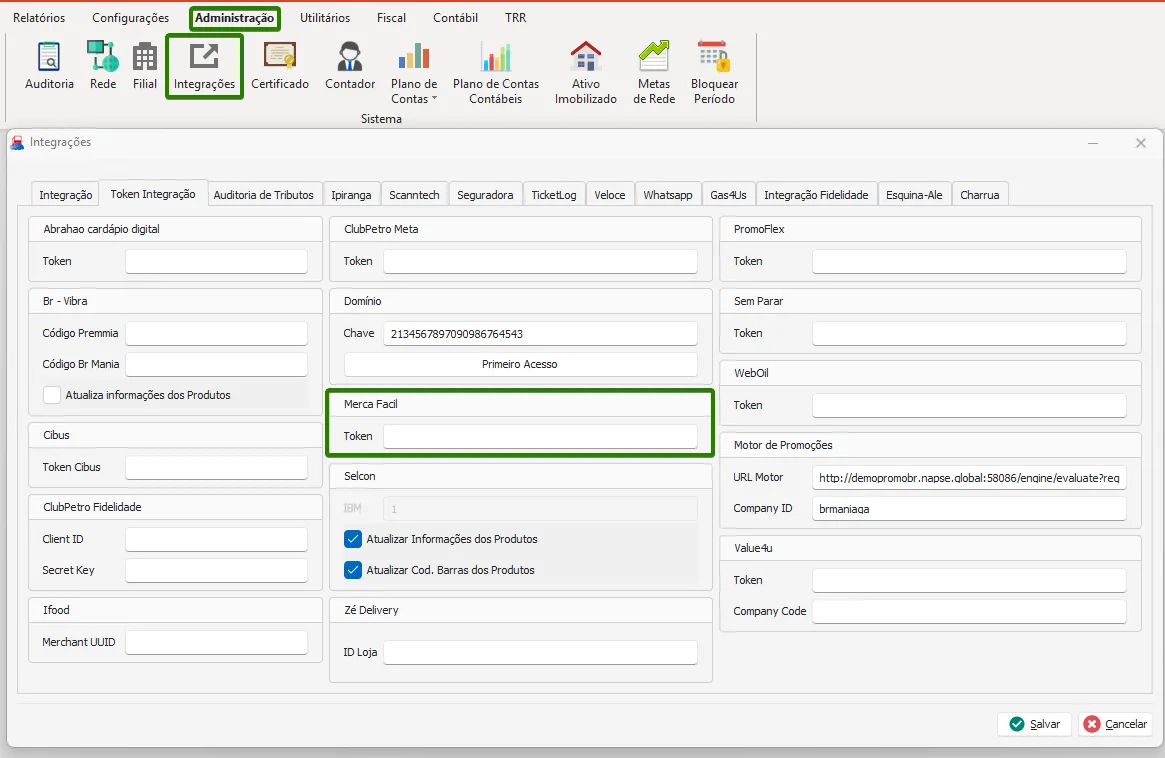 Relatórios Configurações Administração Utilitários Fiscal Contábil TRR
Auditoria Rede Filial Integrações Certificado Contador Plano de Contas Plano de Contas Contábeis Ativo Imobilizado Metas de Rede Bloquear Período
Sistema
Integrações
Integração Token Integração Auditoria de Tributos Ipiranga Scanntech Seguradora TicketLog Veloce Whatsapp Gas4Us Integração Fidelidade Esquina-Ale Charrua
Abrahao cardápio digital
Token
Br - Vibra
Código Premmia
Código Br Mania
Atualiza informações dos Produtos
Cibus
Token Cibus
ClubPetro Fidelidade
Client ID
Secret Key
Ifood
Merchant UUID
ClubPetro Meta
Token
Domínio
Chave 2134567897090986764543
Primeiro Acesso
Merca Facil
Token
Selcon
IBM 1
Atualizar Informações dos Produtos
Atualizar Cod. Barras dos Produtos
Zé Delivery
ID Loja
PromoFlex
Token
Sem Parar
Token
WebOil
Token
Motor de Promoções
URL Motor http://demopromobr.napse.global:58086/engine/evaluate?req
Company ID brmaniaga
Value4u
Token
Company Code
Salvar Cancelar